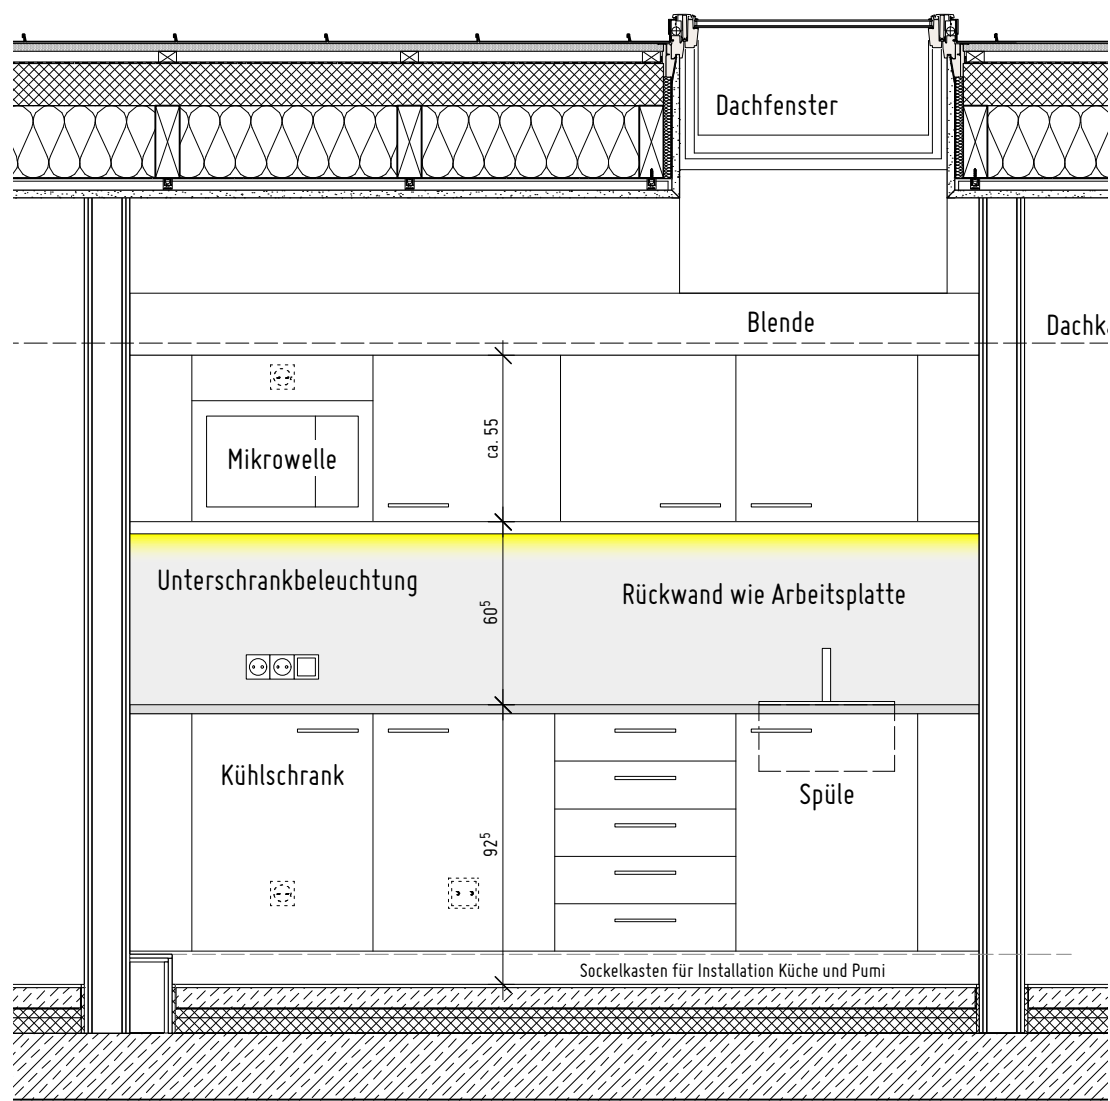 Dachfenster
Blende
Dachka
ca. 55
Mikrowelle
Unterschrankbeleuchtung
Rückwand wie Arbeitsplatte
60⁵
Kühlschrank
Spüle
92⁵
Sockelkasten für Installation Küche und Pumi